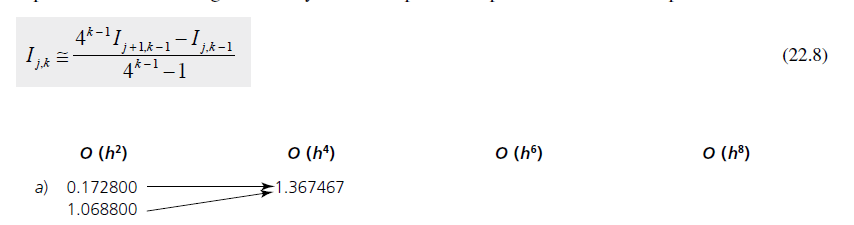 I_{j,k} ≅ \frac{4^{k-1} I_{j+1,k-1} - I_{j,k-1}}{4^{k-1} - 1} (22.8)
O (h²) O (h⁴) O (h⁶) O (h⁸)
a) 0.172800 1.367467
1.068800